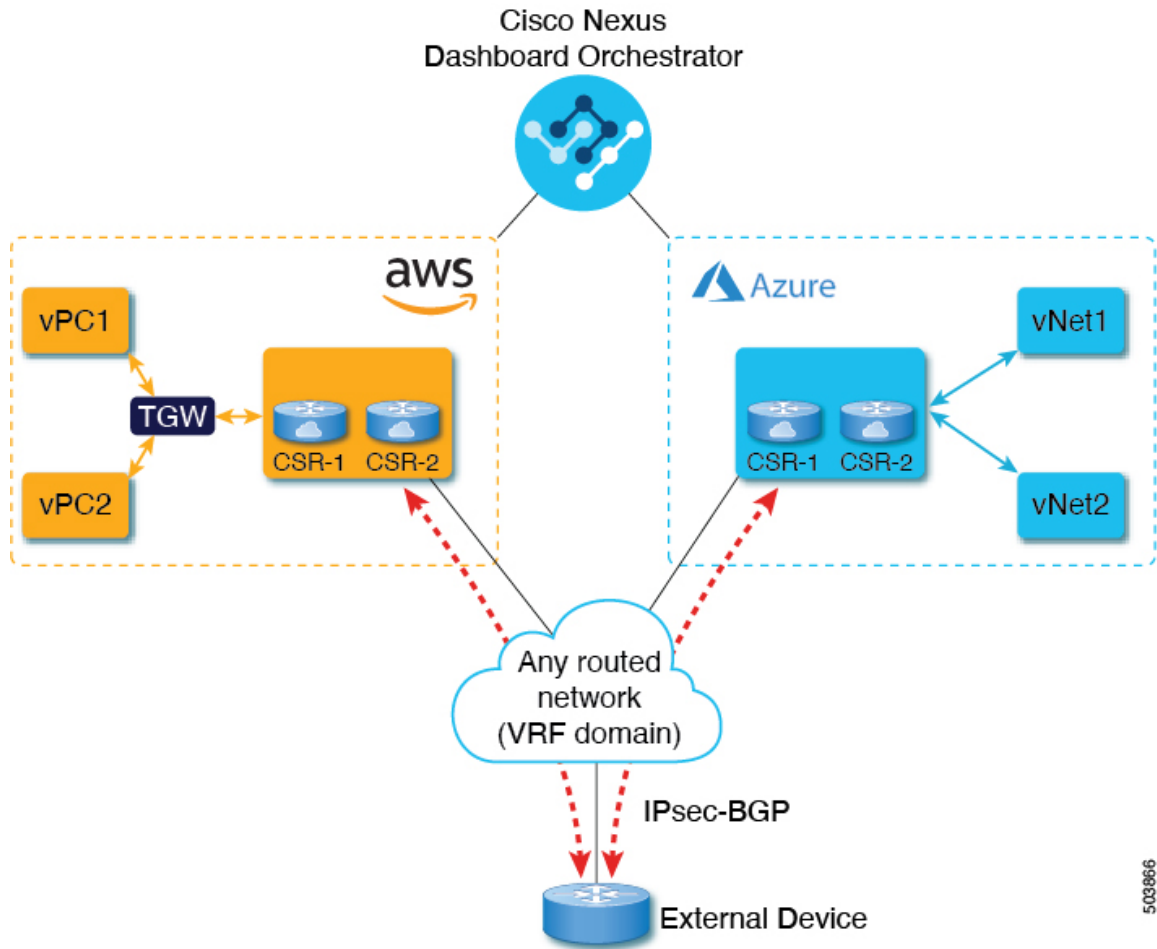 Cisco Nexus
Dashboard Orchestrator
aws
Azure
vPC1
vNet1
TGW
CSR-1
CSR-2
CSR-1
CSR-2
vPC2
vNet2
Any routed
network
(VRF domain)
IPsec-BGP
External Device
503866